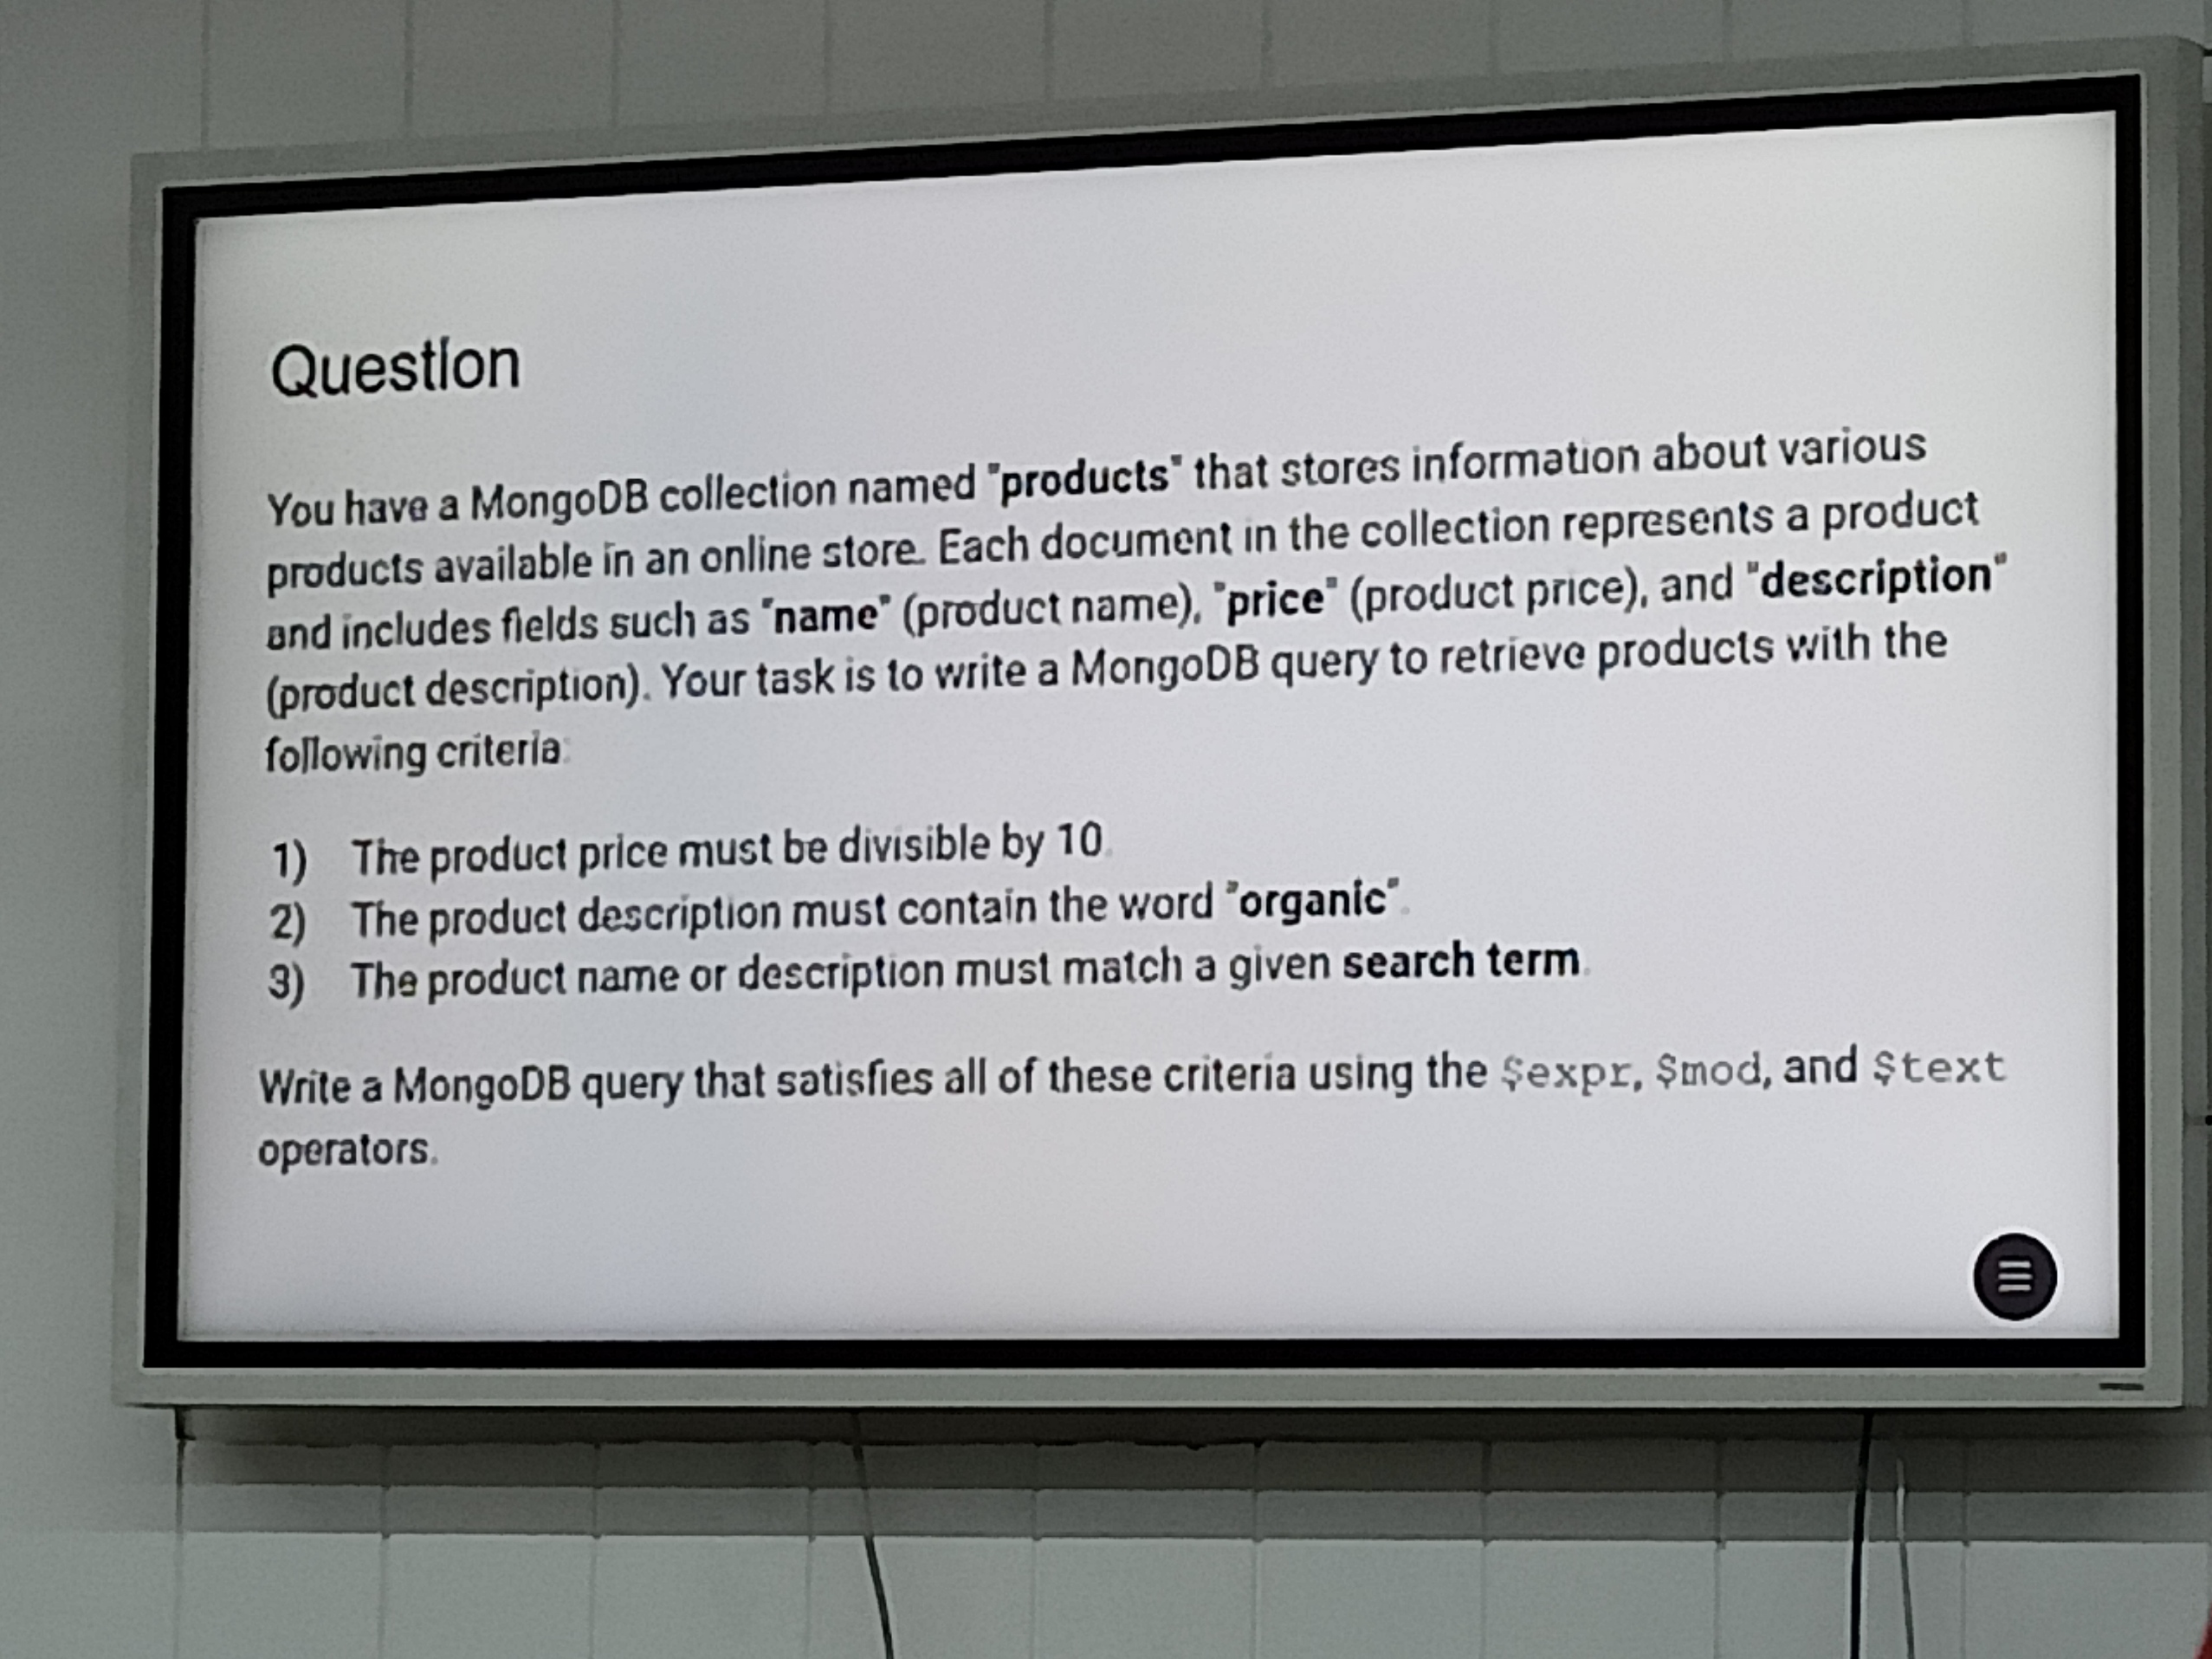 Question
You have a MongoDB collection named "products" that stores information about various
products available in an online store. Each document in the collection represents a product
and includes fields such as "name" (product name), "price" (product price), and "description"
(product description). Your task is to write a MongoDB query to retrieve products with the
following criteria:
1) The product price must be divisible by 10.
2) The product description must contain the word "organic".
3) The product name or description must match a given search term.
Write a MongoDB query that satisfies all of these criteria using the $expr, $mod, and $text
operators.